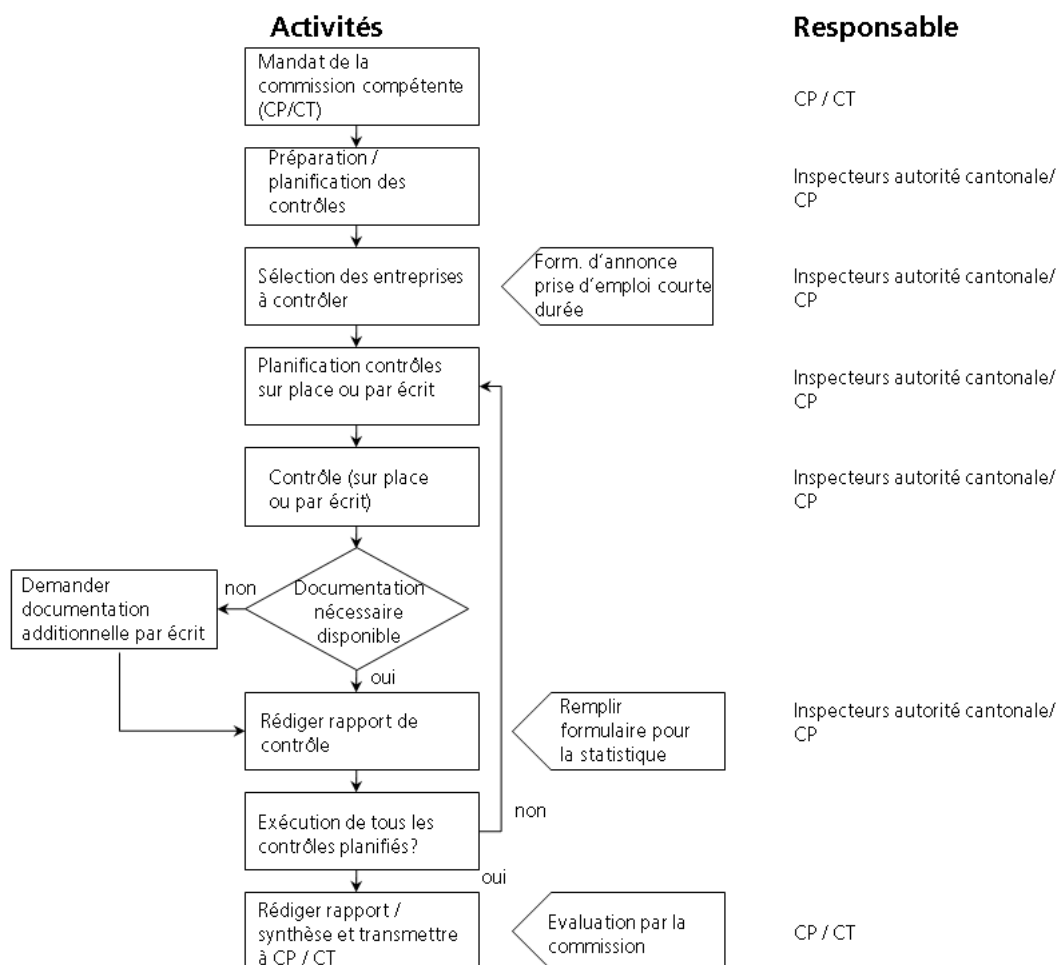 Activités
Responsable
Mandat de la
commission compétente
(CP/CT)
CP / CT
Préparation /
planification des
contrôles
Inspecteurs autorité cantonale/
CP
Sélection des entreprises
à contrôler
Form. d’annonce
prise d’emploi courte
durée
Inspecteurs autorité cantonale/
CP
Planification contrôles
sur place ou par écrit
Inspecteurs autorité cantonale/
CP
Contrôle (sur place
ou par écrit)
Inspecteurs autorité cantonale/
CP
Documentation
nécessaire
disponible
non
Demander
documentation
additionnelle par écrit
oui
Rédiger rapport de
contrôle
Remplir
formulaire pour
la statistique
Inspecteurs autorité cantonale/
CP
Exécution de tous les
contrôles planifiés?
non
oui
Rédiger rapport /
synthèse et transmettre
à CP / CT
Evaluation par la
commission
CP / CT